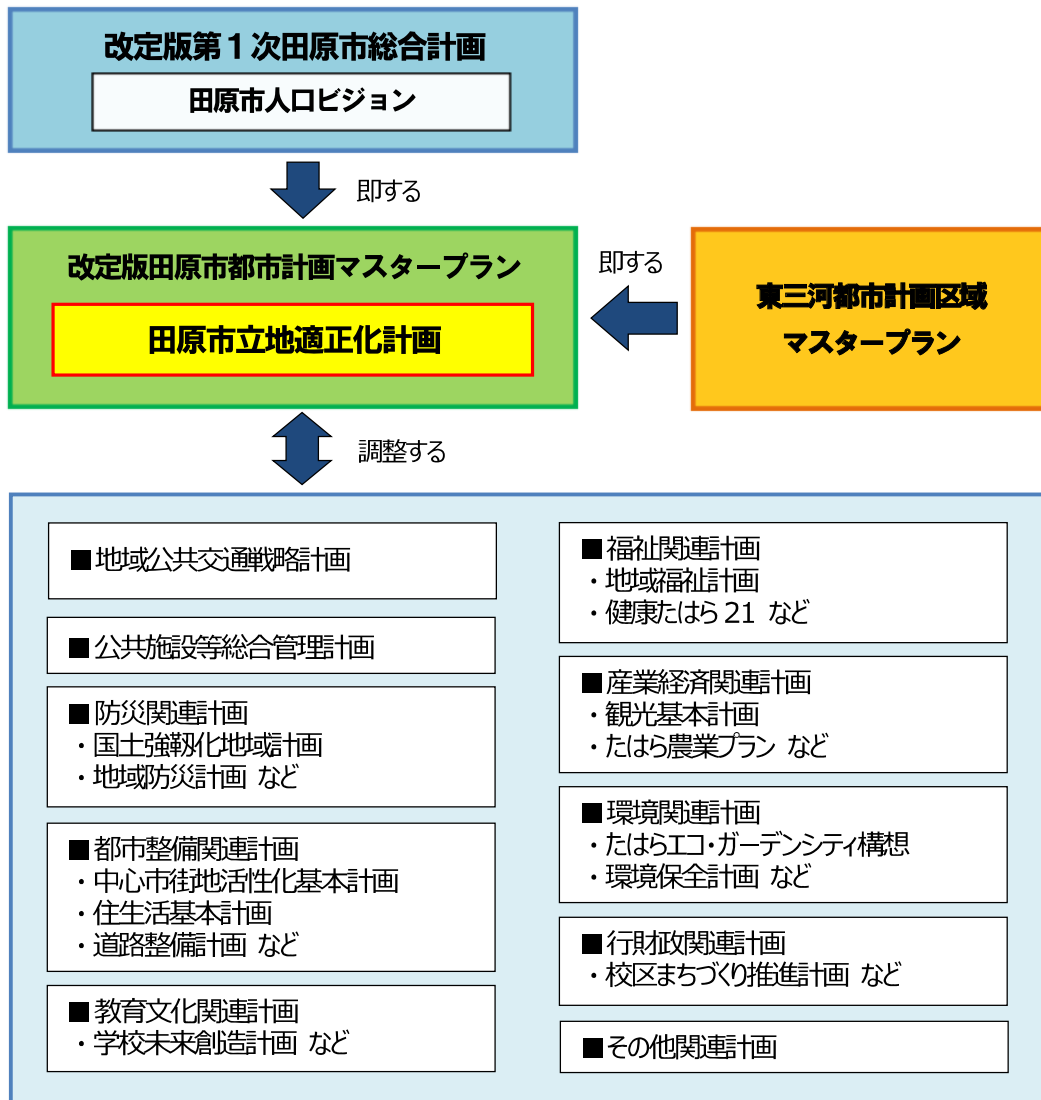 改定版第１次田原市総合計画
田原市人口ビジョン
即する
改定版田原市都市計画マスタープラン
田原市立地適正化計画
即する
東三河都市計画区域
マスタープラン
調整する
■地域公共交通戦略計画
■公共施設等総合管理計画
■防災関連計画
・国土強靱化地域計画
・地域防災計画 など
■都市整備関連計画
・中心市街地活性化基本計画
・住生活基本計画
・道路整備計画 など
■教育文化関連計画
・学校未来創造計画 など
■福祉関連計画
・地域福祉計画
・健康たはら 21 など
■産業経済関連計画
・観光基本計画
・たはら農業プラン など
■環境関連計画
・たはらエコ・ガーデンシティ構想
・環境保全計画 など
■行財政関連計画
・校区まちづくり推進計画 など
■その他関連計画